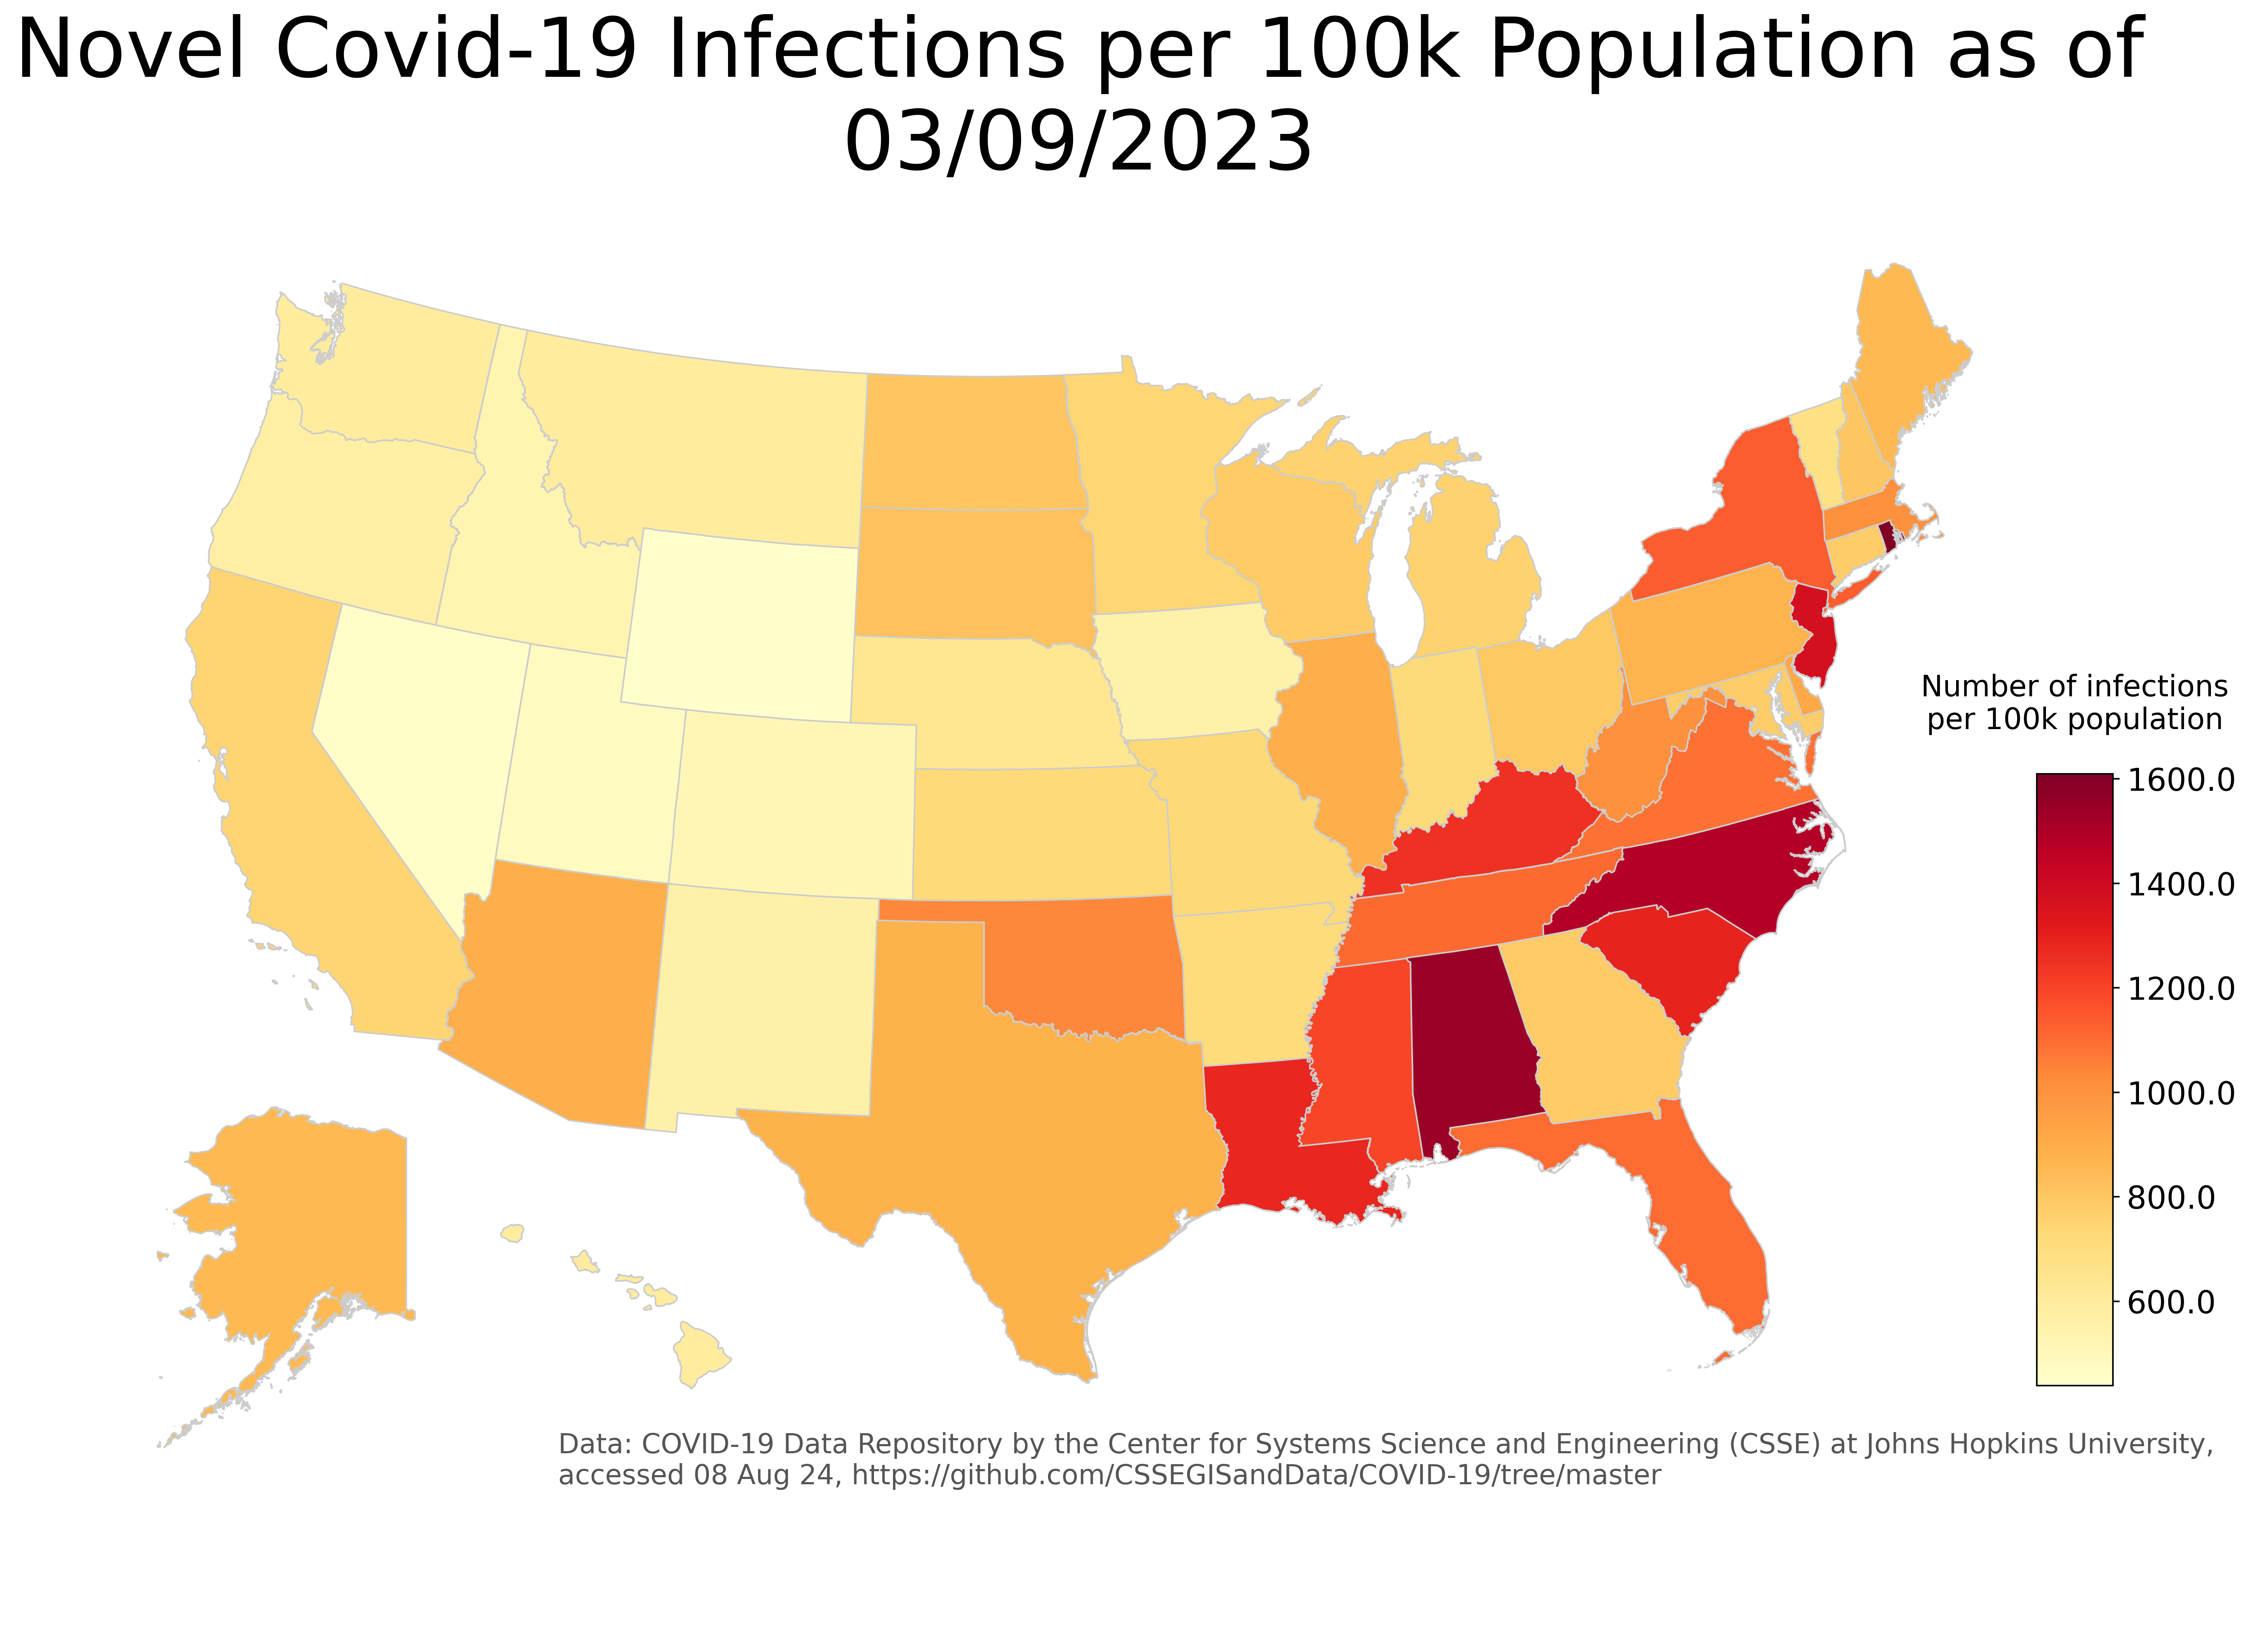 Novel Covid-19 Infections per 100k Population as of
03/09/2023
Number of infections
per 100k population
1600.0
1400.0
1200.0
1000.0
800.0
600.0
Data: COVID-19 Data Repository by the Center for Systems Science and Engineering (CSSE) at Johns Hopkins University,
accessed 08 Aug 24, https://github.com/CSSEGISandData/COVID-19/tree/master